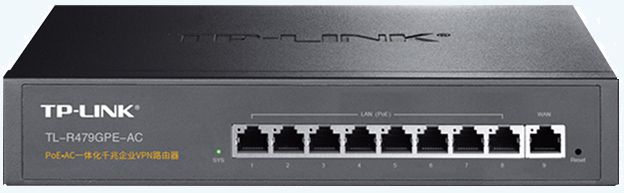 TP-LINK®
TP-LINK®
TL-R479GPE-AC
PoE•AC一体化千兆企业VPN路由器
LAN (PoE)
WAN
SYS
1 2 3 4 5 6 7 8 9
Reset